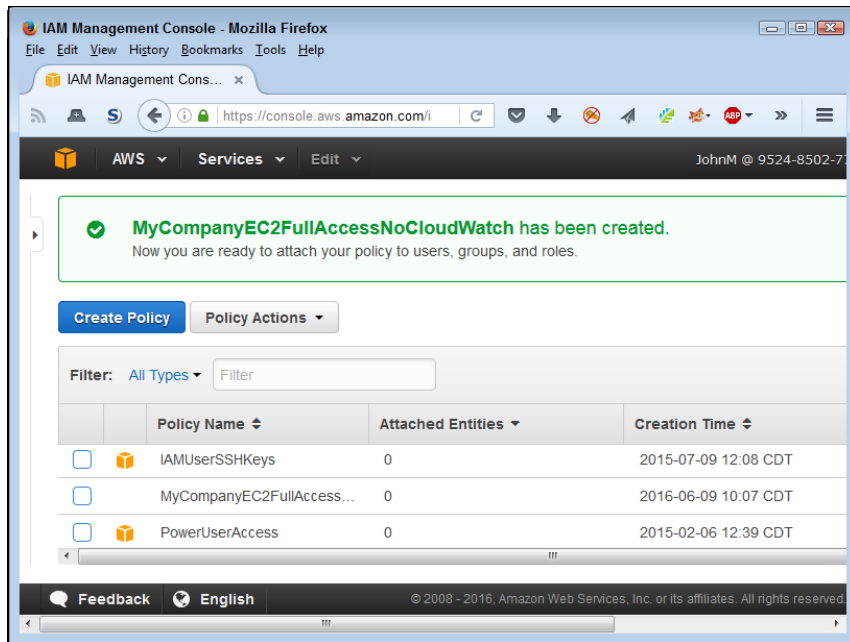 IAM Management Console - Mozilla Firefox
File Edit View History Bookmarks Tools Help
IAM Management Cons... ×
S) https://console.aws.amazon.com/i ABP »
AWS Services Edit JohnM @ 9524-8502-77
MyCompanyEC2FullAccessNoCloudWatch has been created.
Now you are ready to attach your policy to users, groups, and roles.
Create Policy Policy Actions
Filter: All Types Filter
Policy Name Attached Entities Creation Time
IAMUserSSHKeys 0 2015-07-09 12:08 CDT
MyCompanyEC2FullAccess... 0 2016-06-09 10:07 CDT
PowerUserAccess 0 2015-02-06 12:39 CDT
Feedback English © 2008 - 2016, Amazon Web Services, Inc. or its affiliates. All rights reserved.